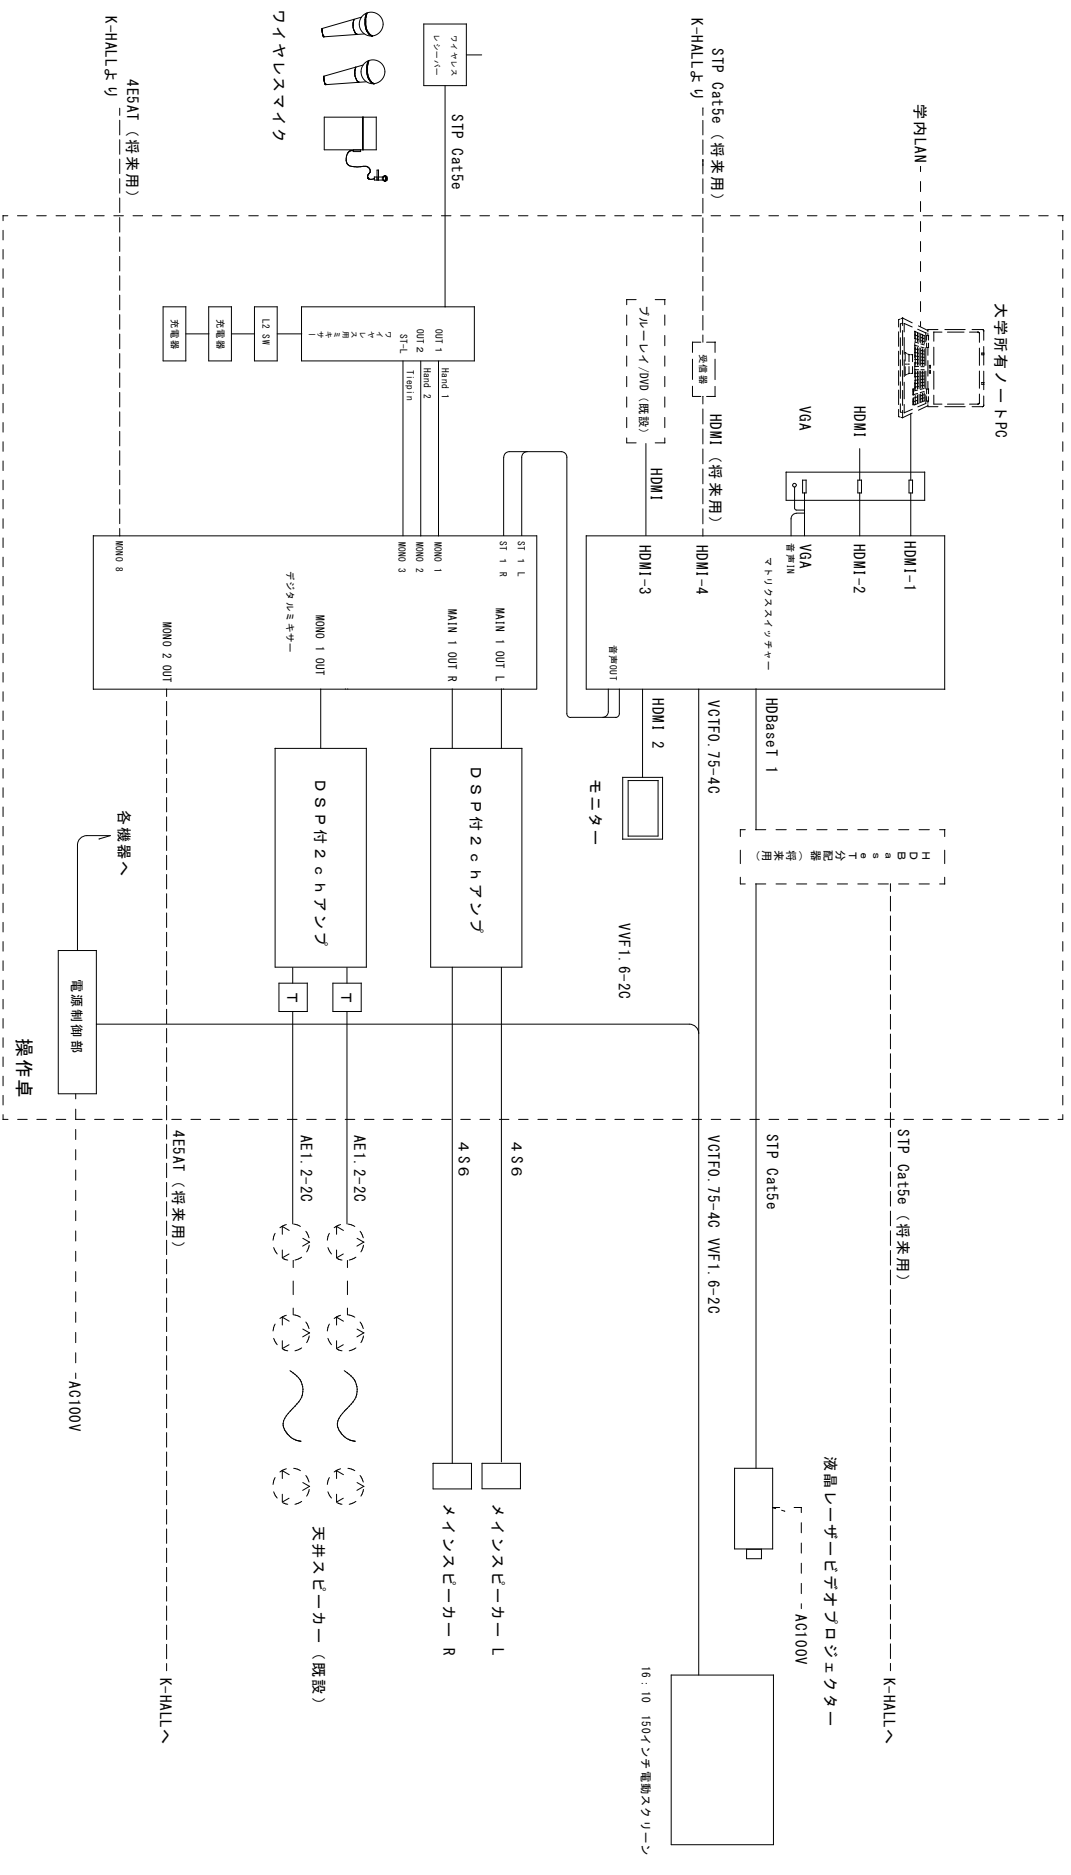 大学所有ノートPC
学内LAN
HDMI
VGA
HDMI-1
HDMI-2
VGA
音声IN
マトリクススイッチャー
HDMI-4
HDMI-3
音声OUT
STP Cat5e (将来用)
K-HALLより
受信器
HDMI (将来用)
ブルーレイ/DVD (既設)
HDMI
HDBaseT 1
VCTF0.75-4C
HDMI 2
モニター
HDBaseT分配器 (将来用)
VVF1.6-2C
STP Cat5e (将来用)
K-HALLへ
STP Cat5e
液晶レーザービデオプロジェクター
AC100V
VCTF0.75-4C VVF1.6-2C
16:10 150インチ電動スクリーン
ワイヤレス
レシーバー
STP Cat5e
ワイヤレスマイク
OUT 1
OUT 2
ST-L
ワイヤレス用ミキサー
Hand 1
Hand 2
Tiepin
L2 SW
充電器
充電器
4E5AT (将来用)
K-HALLより
ST 1 L
ST 1 R
MONO 1
MONO 2
MONO 3
MONO 8
デジタルミキサー
MAIN 1 OUT L
MAIN 1 OUT R
MONO 1 OUT
MONO 2 OUT
DSP付2chアンプ
DSP付2chアンプ
T
T
4S6
4S6
メインスピーカー L
メインスピーカー R
AE1.2-2C
AE1.2-2C
天井スピーカー (既設)
4E5AT (将来用)
K-HALLへ
各機器へ
電源制御部
操作卓
AC100V